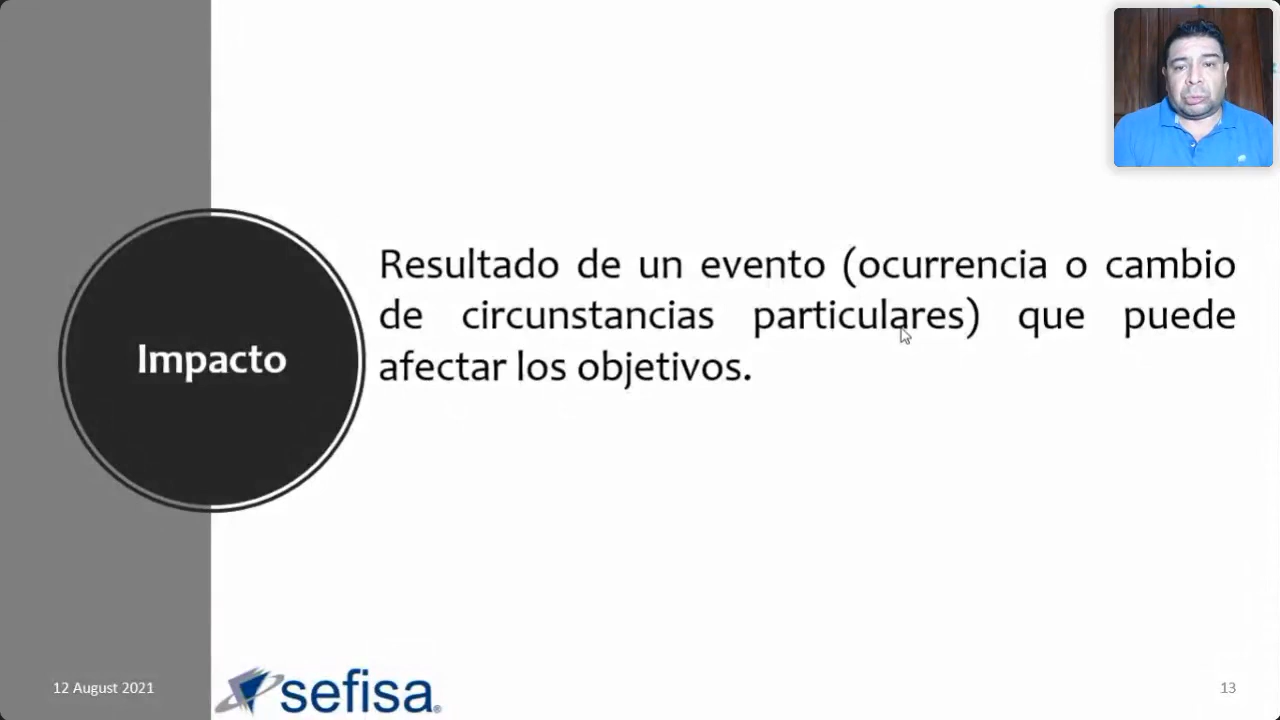 Impacto
Resultado de un evento (ocurrencia o cambio
de circunstancias particulares) que puede
afectar los objetivos.
12 August 2021
sefisa®
13